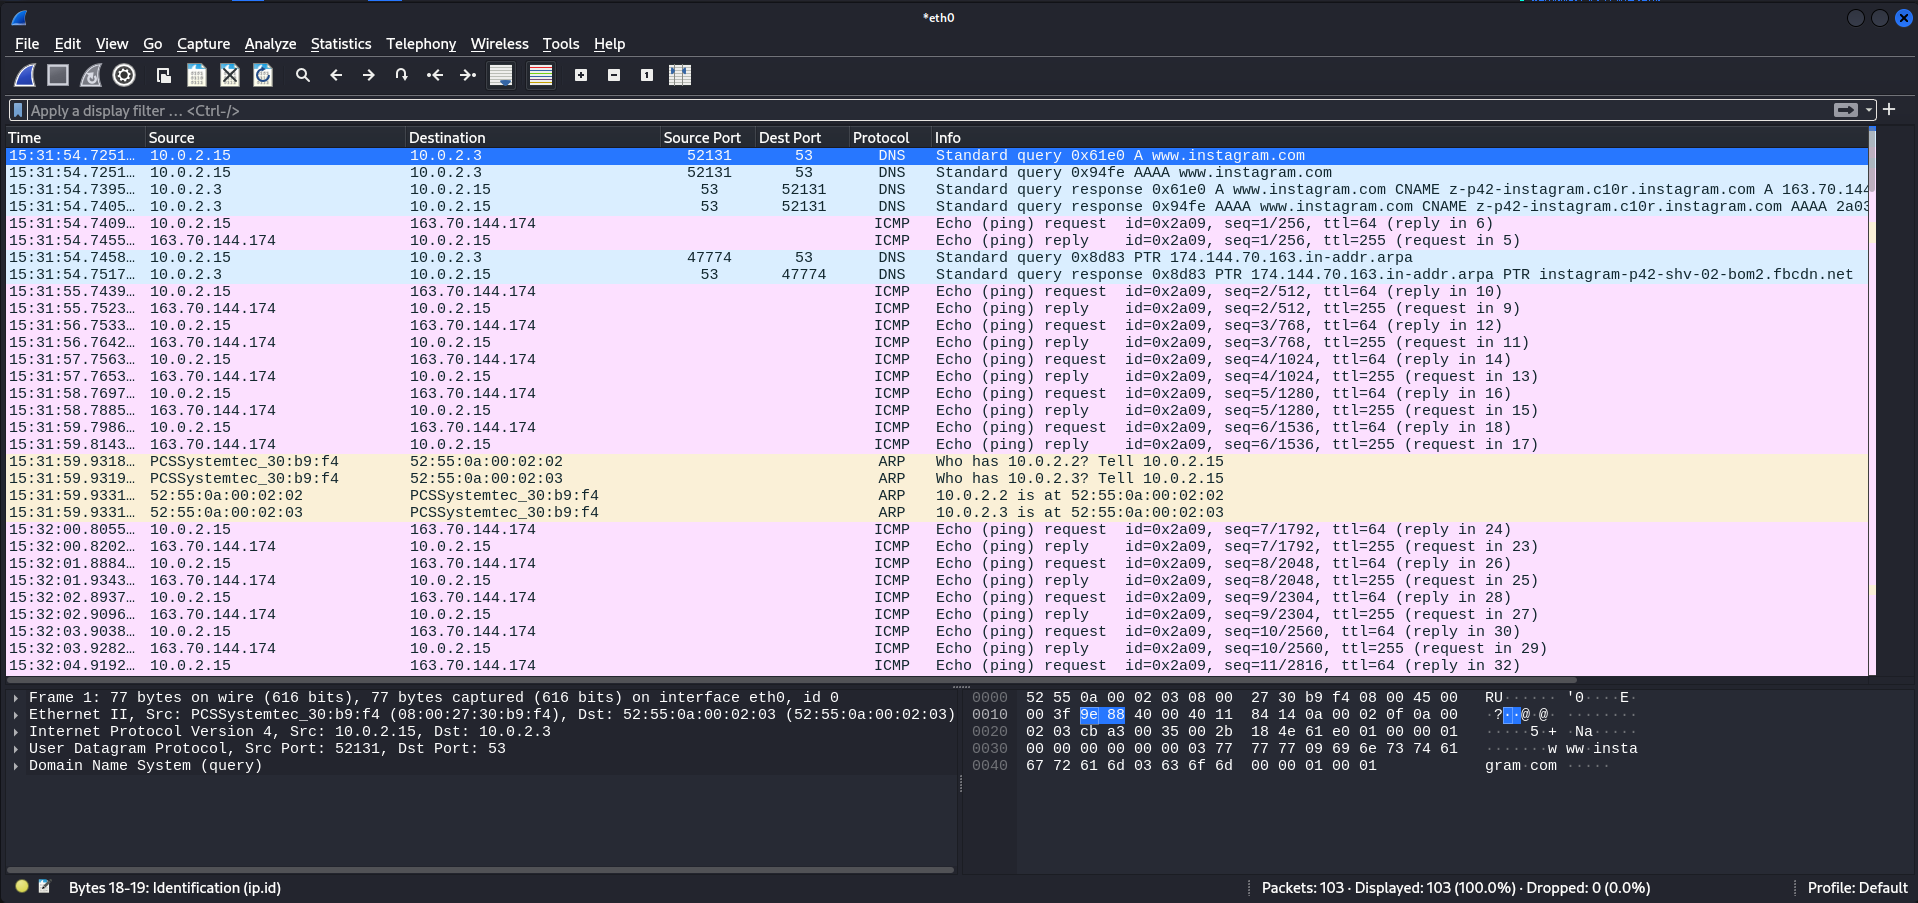 *eth0
File Edit View Go Capture Analyze Statistics Telephony Wireless Tools Help
Apply a display filter … <Ctrl-/>
Time Source Destination Source Port Dest Port Protocol Info
15:31:54.7251… 10.0.2.15 10.0.2.3 52131 53 DNS Standard query 0x61e0 A www.instagram.com
15:31:54.7251… 10.0.2.15 10.0.2.3 52131 53 DNS Standard query 0x94fe AAAA www.instagram.com
15:31:54.7395… 10.0.2.3 10.0.2.15 53 52131 DNS Standard query response 0x61e0 A www.instagram.com CNAME z-p42-instagram.c10r.instagram.com A 163.70.144
15:31:54.7405… 10.0.2.3 10.0.2.15 53 52131 DNS Standard query response 0x94fe AAAA www.instagram.com CNAME z-p42-instagram.c10r.instagram.com AAAA 2a03
15:31:54.7409… 10.0.2.15 163.70.144.174 ICMP Echo (ping) request id=0x2a09, seq=1/256, ttl=64 (reply in 6)
15:31:54.7455… 163.70.144.174 10.0.2.15 ICMP Echo (ping) reply id=0x2a09, seq=1/256, ttl=255 (request in 5)
15:31:54.7458… 10.0.2.15 10.0.2.3 47774 53 DNS Standard query 0x8d83 PTR 174.144.70.163.in-addr.arpa
15:31:54.7517… 10.0.2.3 10.0.2.15 53 47774 DNS Standard query response 0x8d83 PTR 174.144.70.163.in-addr.arpa PTR instagram-p42-shv-02-bom2.fbcdn.net
15:31:55.7439… 10.0.2.15 163.70.144.174 ICMP Echo (ping) request id=0x2a09, seq=2/512, ttl=64 (reply in 10)
15:31:55.7523… 163.70.144.174 10.0.2.15 ICMP Echo (ping) reply id=0x2a09, seq=2/512, ttl=255 (request in 9)
15:31:56.7533… 10.0.2.15 163.70.144.174 ICMP Echo (ping) request id=0x2a09, seq=3/768, ttl=64 (reply in 12)
15:31:56.7642… 163.70.144.174 10.0.2.15 ICMP Echo (ping) reply id=0x2a09, seq=3/768, ttl=255 (request in 11)
15:31:57.7563… 10.0.2.15 163.70.144.174 ICMP Echo (ping) request id=0x2a09, seq=4/1024, ttl=64 (reply in 14)
15:31:57.7653… 163.70.144.174 10.0.2.15 ICMP Echo (ping) reply id=0x2a09, seq=4/1024, ttl=255 (request in 13)
15:31:58.7697… 10.0.2.15 163.70.144.174 ICMP Echo (ping) request id=0x2a09, seq=5/1280, ttl=64 (reply in 16)
15:31:58.7885… 163.70.144.174 10.0.2.15 ICMP Echo (ping) reply id=0x2a09, seq=5/1280, ttl=255 (request in 15)
15:31:59.7986… 10.0.2.15 163.70.144.174 ICMP Echo (ping) request id=0x2a09, seq=6/1536, ttl=64 (reply in 18)
15:31:59.8143… 163.70.144.174 10.0.2.15 ICMP Echo (ping) reply id=0x2a09, seq=6/1536, ttl=255 (request in 17)
15:31:59.9318… PCSSystemtec_30:b9:f4 52:55:0a:00:02:02 ARP Who has 10.0.2.2? Tell 10.0.2.15
15:31:59.9319… PCSSystemtec_30:b9:f4 52:55:0a:00:02:03 ARP Who has 10.0.2.3? Tell 10.0.2.15
15:31:59.9331… 52:55:0a:00:02:02 PCSSystemtec_30:b9:f4 ARP 10.0.2.2 is at 52:55:0a:00:02:02
15:31:59.9331… 52:55:0a:00:02:03 PCSSystemtec_30:b9:f4 ARP 10.0.2.3 is at 52:55:0a:00:02:03
15:32:00.8055… 10.0.2.15 163.70.144.174 ICMP Echo (ping) request id=0x2a09, seq=7/1792, ttl=64 (reply in 24)
15:32:00.8202… 163.70.144.174 10.0.2.15 ICMP Echo (ping) reply id=0x2a09, seq=7/1792, ttl=255 (request in 23)
15:32:01.8884… 10.0.2.15 163.70.144.174 ICMP Echo (ping) request id=0x2a09, seq=8/2048, ttl=64 (reply in 26)
15:32:01.9343… 163.70.144.174 10.0.2.15 ICMP Echo (ping) reply id=0x2a09, seq=8/2048, ttl=255 (request in 25)
15:32:02.8937… 10.0.2.15 163.70.144.174 ICMP Echo (ping) request id=0x2a09, seq=9/2304, ttl=64 (reply in 28)
15:32:02.9096… 163.70.144.174 10.0.2.15 ICMP Echo (ping) reply id=0x2a09, seq=9/2304, ttl=255 (request in 27)
15:32:03.9038… 10.0.2.15 163.70.144.174 ICMP Echo (ping) request id=0x2a09, seq=10/2560, ttl=64 (reply in 30)
15:32:03.9282… 163.70.144.174 10.0.2.15 ICMP Echo (ping) reply id=0x2a09, seq=10/2560, ttl=255 (request in 29)
15:32:04.9192… 10.0.2.15 163.70.144.174 ICMP Echo (ping) request id=0x2a09, seq=11/2816, ttl=64 (reply in 32)
Frame 1: 77 bytes on wire (616 bits), 77 bytes captured (616 bits) on interface eth0, id 0
Ethernet II, Src: PCSSystemtec_30:b9:f4 (08:00:27:30:b9:f4), Dst: 52:55:0a:00:02:03 (52:55:0a:00:02:03)
Internet Protocol Version 4, Src: 10.0.2.15, Dst: 10.0.2.3
User Datagram Protocol, Src Port: 52131, Dst Port: 53
Domain Name System (query)
0000 52 55 0a 00 02 03 08 00 27 30 b9 f4 08 00 45 00 RU······ '0····E·
0010 00 3f 9e 88 40 00 40 11 84 14 0a 00 02 0f 0a 00 ·?··@·@· ········
0020 02 03 cb a3 00 35 00 2b 18 4e 61 e0 01 00 00 01 ·····5·+ ·Na·····
0030 00 00 00 00 00 00 03 77 77 77 09 69 6e 73 74 61 ·······w ww·insta
0040 67 72 61 6d 03 63 6f 6d 00 00 01 00 01 gram·com ·····
Bytes 18-19: Identification (ip.id)
Packets: 103 · Displayed: 103 (100.0%) · Dropped: 0 (0.0%)
Profile: Default